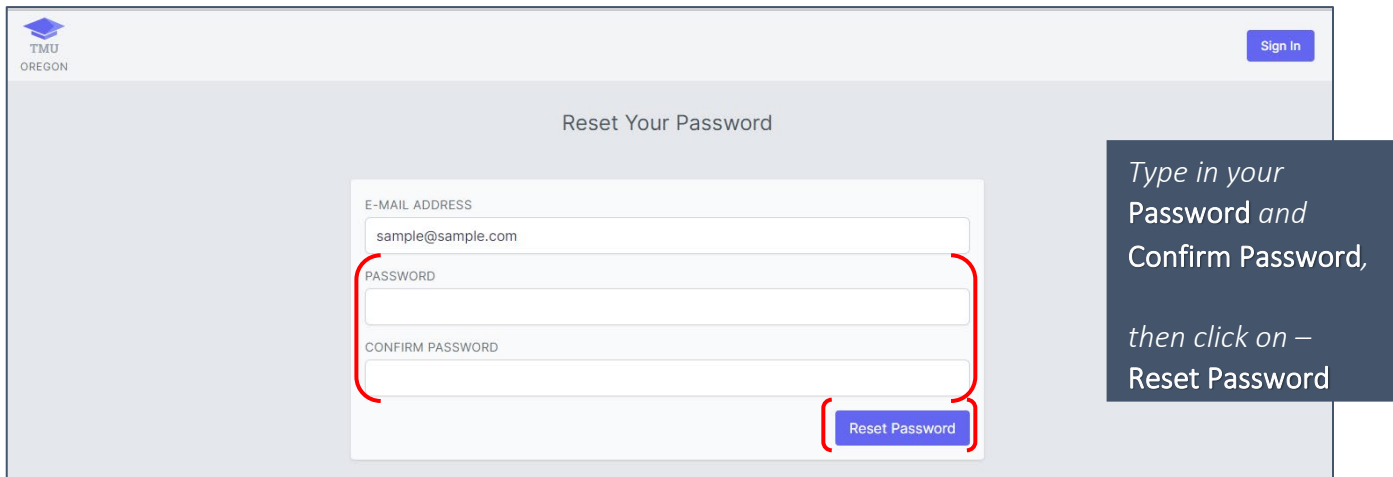 TMU
OREGON
Sign In
Reset Your Password
E-MAIL ADDRESS
sample@sample.com
PASSWORD
CONFIRM PASSWORD
Reset Password
Type in your
Password and
Confirm Password,
then click on –
Reset Password